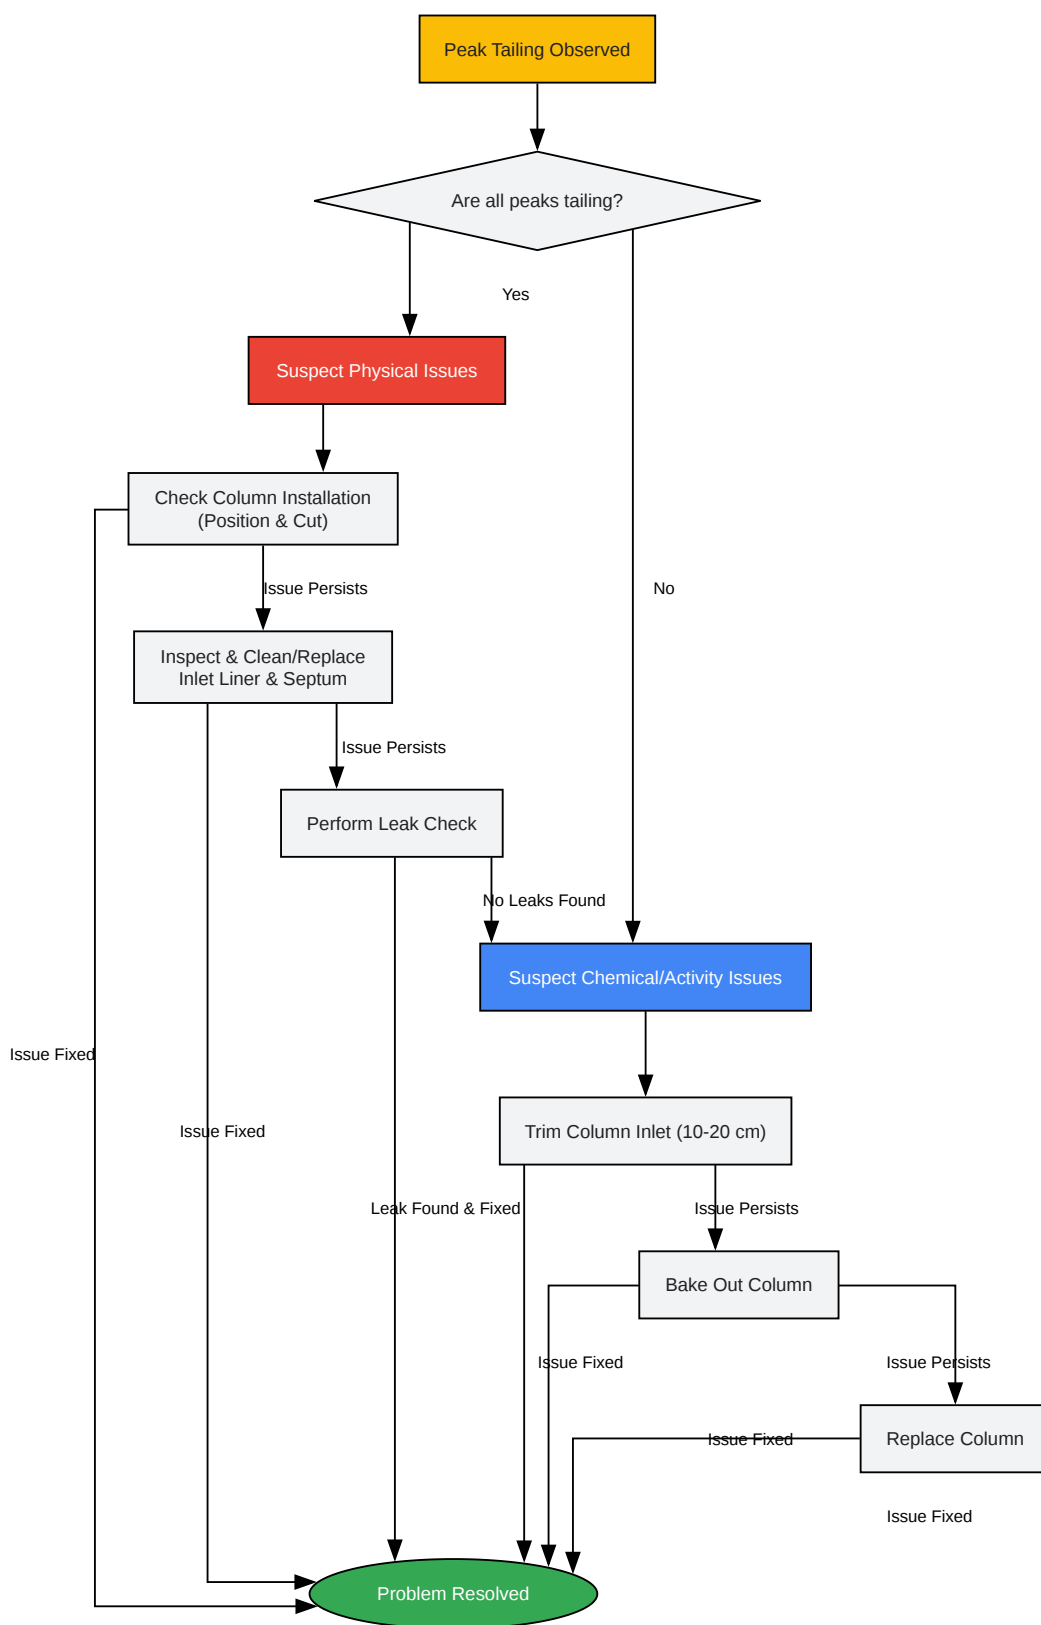 Peak Tailing Observed
Are all peaks tailing?
Yes
Suspect Physical Issues
Check Column Installation
(Position & Cut)
Issue Persists
No
Inspect & Clean/Replace
Inlet Liner & Septum
Issue Persists
Perform Leak Check
No Leaks Found
Suspect Chemical/Activity Issues
Issue Fixed
Issue Fixed
Trim Column Inlet (10-20 cm)
Leak Found & Fixed
Issue Persists
Bake Out Column
Issue Fixed
Issue Persists
Issue Fixed
Replace Column
Issue Fixed
Problem Resolved